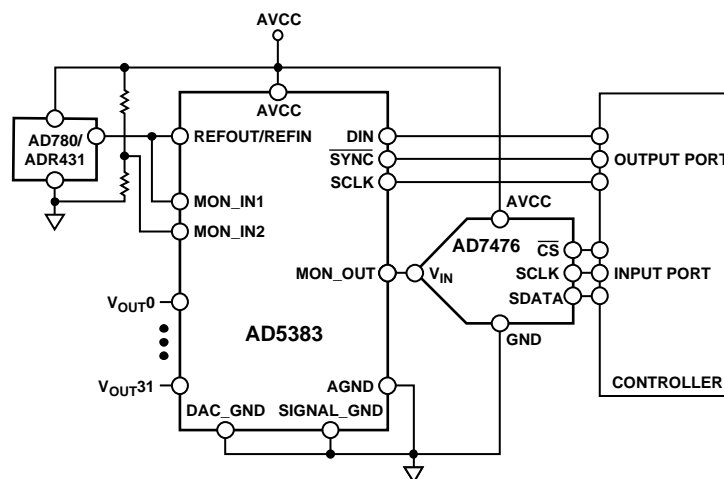 AVCC
AVCC
AD780/
ADR431
REFOUT/REFIN
DIN
SYNC
OUTPUT PORT
SCLK
MON_IN1
AVCC
MON_IN2
AD7476
CS
MON_OUT
VIN
SCLK
INPUT PORT
SDATA
VOUT0
AD5383
GND
VOUT31
AGND
CONTROLLER
DAC_GND
SIGNAL_GND